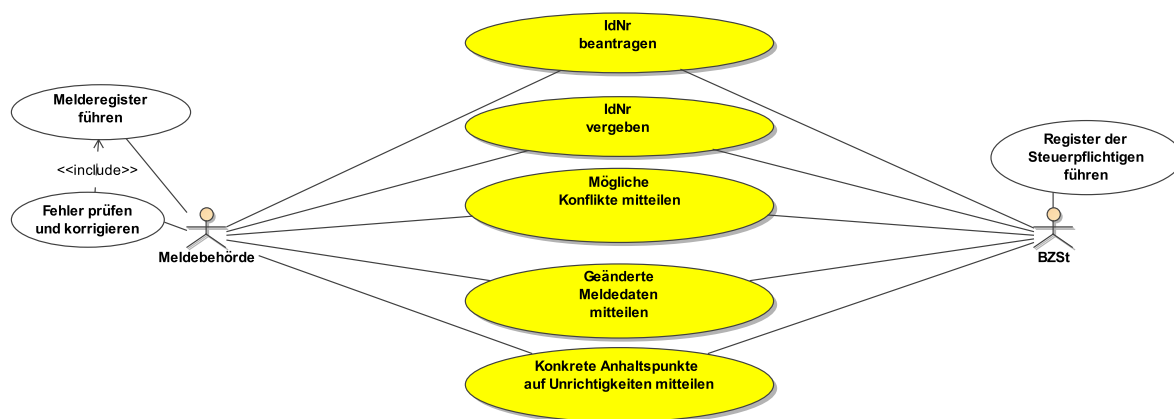 IdNr
beantragen
Melderegister
führen
IdNr
vergeben
Register der
Steuerpflichtigen
führen
<<include>>
Mögliche
Konflikte mitteilen
Fehler prüfen
und korrigieren
Meldebehörde
BZSt
Geänderte
Meldedaten
mitteilen
Konkrete Anhaltspunkte
auf Unrichtigkeiten mitteilen